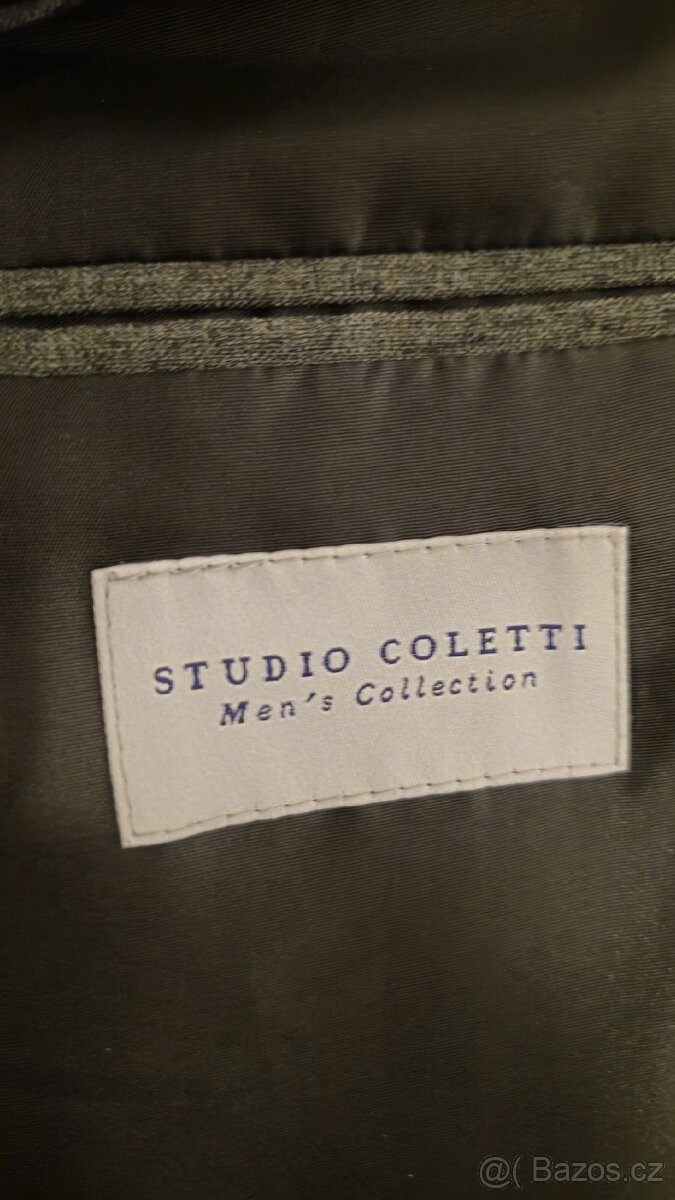 STUDIO COLETTI
Men's Collection
@( Bazos.cz